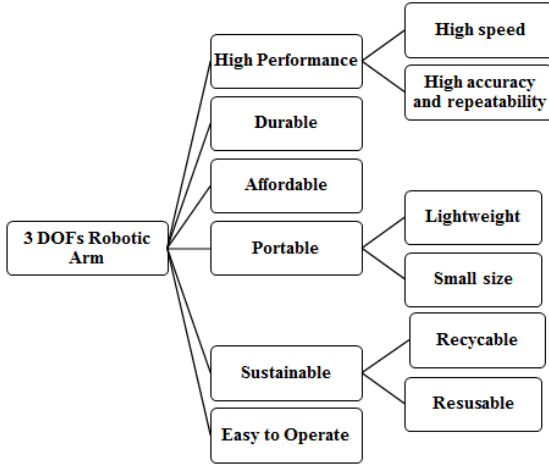 High speed
High Performance
High accuracy
and repeatability
Durable
Affordable
3 DOFs Robotic
Arm
Portable
Lightweight
Small size
Sustainable
Recycable
Resusable
Easy to Operate